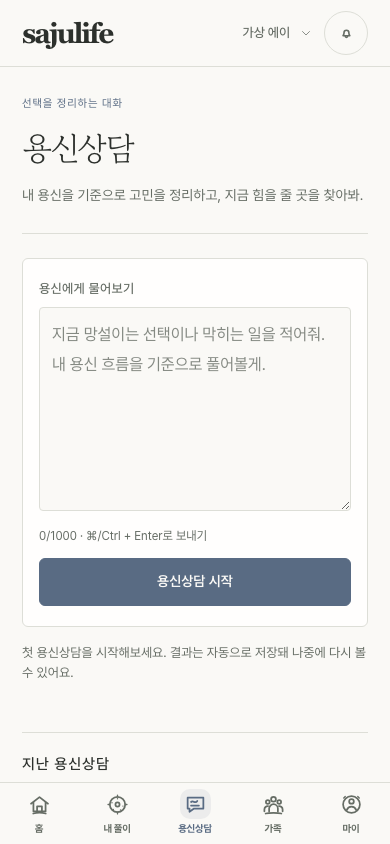 sajulife
가상 에이
선택을 정리하는 대화
용신상담
내 용신을 기준으로 고민을 정리하고, 지금 힘을 줄 곳을 찾아봐.
용신에게 물어보기
지금 망설이는 선택이나 막히는 일을 적어줘.
내 용신 흐름을 기준으로 풀어볼게.
0/1000 · ⌘/Ctrl + Enter로 보내기
용신상담 시작
첫 용신상담을 시작해보세요. 결과는 자동으로 저장돼 나중에 다시 볼
수 있어요.
지난 용신상담
홈
내 풀이
용신상담
가족
마이